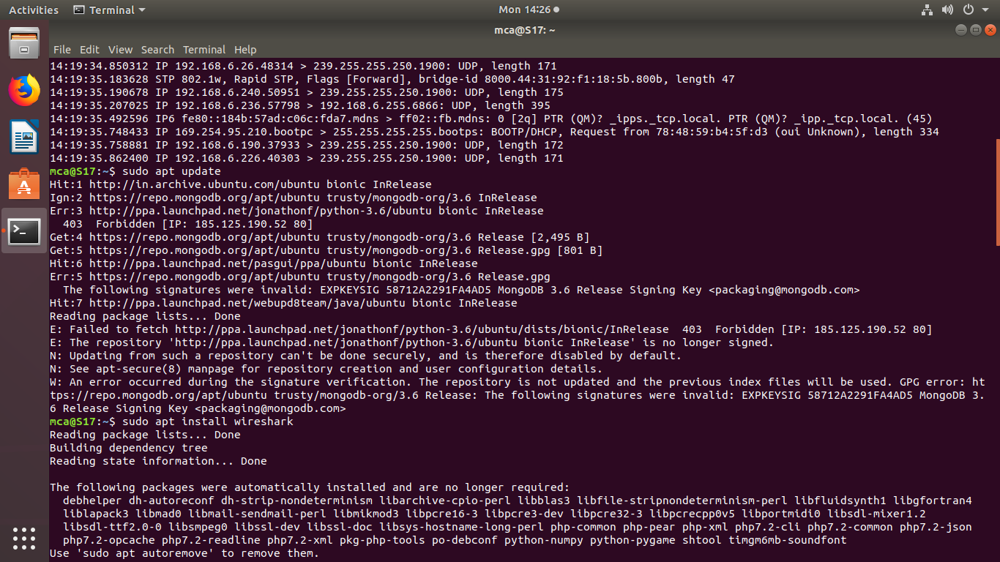 Activities Terminal Mon 14:26
mca@S17: ~
File Edit View Search Terminal Help
14:19:34.850312 IP 192.168.6.26.48314 > 239.255.255.250.1900: UDP, length 171
14:19:35.183628 STP 802.1w, Rapid STP, Flags [Forward], bridge-id 8000.44:31:92:f1:18:5b.800b, length 47
14:19:35.190678 IP 192.168.6.240.50951 > 239.255.255.250.1900: UDP, length 175
14:19:35.207025 IP 192.168.6.236.57798 > 192.168.6.255.6866: UDP, length 395
14:19:35.492596 IP6 fe80::184b:57ad:c06c:fda7.mdns > ff02::fb.mdns: 0 [2q] PTR (QM)? _ipps._tcp.local. PTR (QM)? _ipp._tcp.local. (45)
14:19:35.748433 IP 169.254.95.210.bootpc > 255.255.255.255.bootps: BOOTP/DHCP, Request from 78:48:59:b4:5f:d3 (oui Unknown), length 334
14:19:35.758881 IP 192.168.6.190.37933 > 239.255.255.250.1900: UDP, length 172
14:19:35.862400 IP 192.168.6.226.40303 > 239.255.255.250.1900: UDP, length 171
mca@S17:~$ sudo apt update
Hit:1 http://in.archive.ubuntu.com/ubuntu bionic InRelease
Ign:2 https://repo.mongodb.org/apt/ubuntu trusty/mongodb-org/3.6 InRelease
Err:3 http://ppa.launchpad.net/jonathonf/python-3.6/ubuntu bionic InRelease
  403  Forbidden [IP: 185.125.190.52 80]
Get:4 https://repo.mongodb.org/apt/ubuntu trusty/mongodb-org/3.6 Release [2,495 B]
Get:5 https://repo.mongodb.org/apt/ubuntu trusty/mongodb-org/3.6 Release.gpg [801 B]
Hit:6 http://ppa.launchpad.net/pasgui/ppa/ubuntu bionic InRelease
Err:5 https://repo.mongodb.org/apt/ubuntu trusty/mongodb-org/3.6 Release.gpg
  The following signatures were invalid: EXPKEYSIG 58712A2291FA4AD5 MongoDB 3.6 Release Signing Key <packaging@mongodb.com>
Hit:7 http://ppa.launchpad.net/webupd8team/java/ubuntu bionic InRelease
Reading package lists... Done
E: Failed to fetch http://ppa.launchpad.net/jonathonf/python-3.6/ubuntu/dists/bionic/InRelease  403  Forbidden [IP: 185.125.190.52 80]
E: The repository 'http://ppa.launchpad.net/jonathonf/python-3.6/ubuntu bionic InRelease' is no longer signed.
N: Updating from such a repository can't be done securely, and is therefore disabled by default.
N: See apt-secure(8) manpage for repository creation and user configuration details.
W: An error occurred during the signature verification. The repository is not updated and the previous index files will be used. GPG error: ht
tps://repo.mongodb.org/apt/ubuntu trusty/mongodb-org/3.6 Release: The following signatures were invalid: EXPKEYSIG 58712A2291FA4AD5 MongoDB 3.
6 Release Signing Key <packaging@mongodb.com>
mca@S17:~$ sudo apt install wireshark
Reading package lists... Done
Building dependency tree
Reading state information... Done
The following packages were automatically installed and are no longer required:
  debhelper dh-autoreconf dh-strip-nondeterminism libarchive-cpio-perl libblas3 libfile-stripnondeterminism-perl libfluidsynth1 libgfortran4
  liblapack3 libmad0 libmail-sendmail-perl libmikmod3 libpcre16-3 libpcre3-dev libpcre32-3 libpcrecpp0v5 libportmidi0 libsdl-mixer1.2
  libsdl-ttf2.0-0 libsmpeg0 libssl-dev libssl-doc libsys-hostname-long-perl php-common php-pear php-xml php7.2-cli php7.2-common php7.2-json
  php7.2-opcache php7.2-readline php7.2-xml pkg-php-tools po-debconf python-numpy python-pygame shtool timgm6mb-soundfont
Use 'sudo apt autoremove' to remove them.